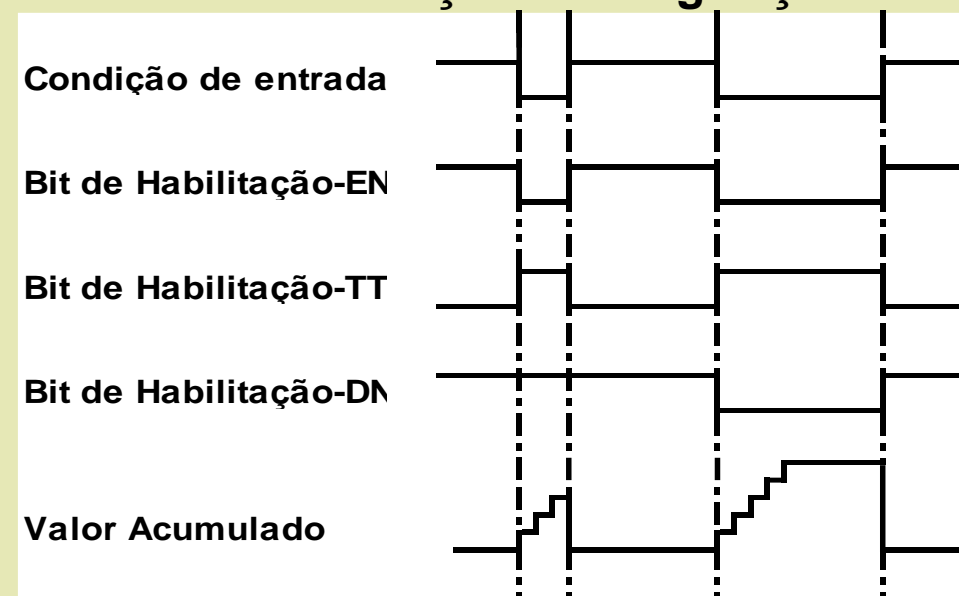 Condição de entrada
Bit de Habilitação-EN
Bit de Habilitação-TT
Bit de Habilitação-DN
Valor Acumulado